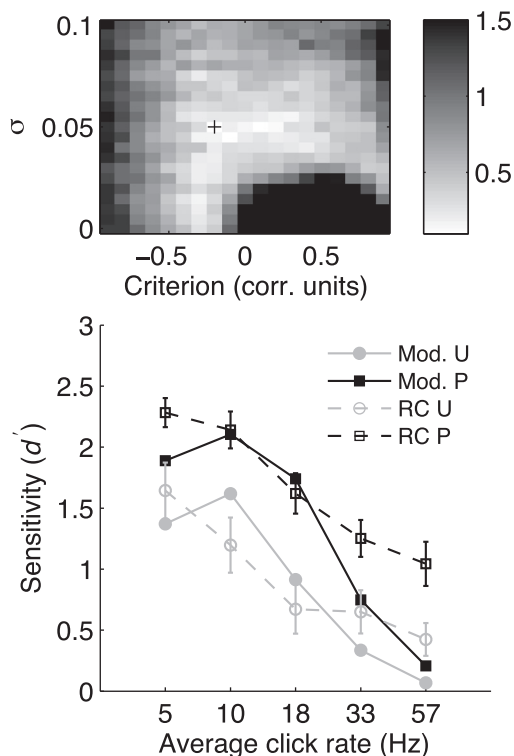 0.1
0.05
0
σ
−0.5 0 0.5
Criterion (corr. units)
1.5
1
0.5
3
2.5
2
1.5
1
0.5
0
Sensitivity (d′)
Mod. U
Mod. P
RC U
RC P
5 10 18 33 57
Average click rate (Hz)